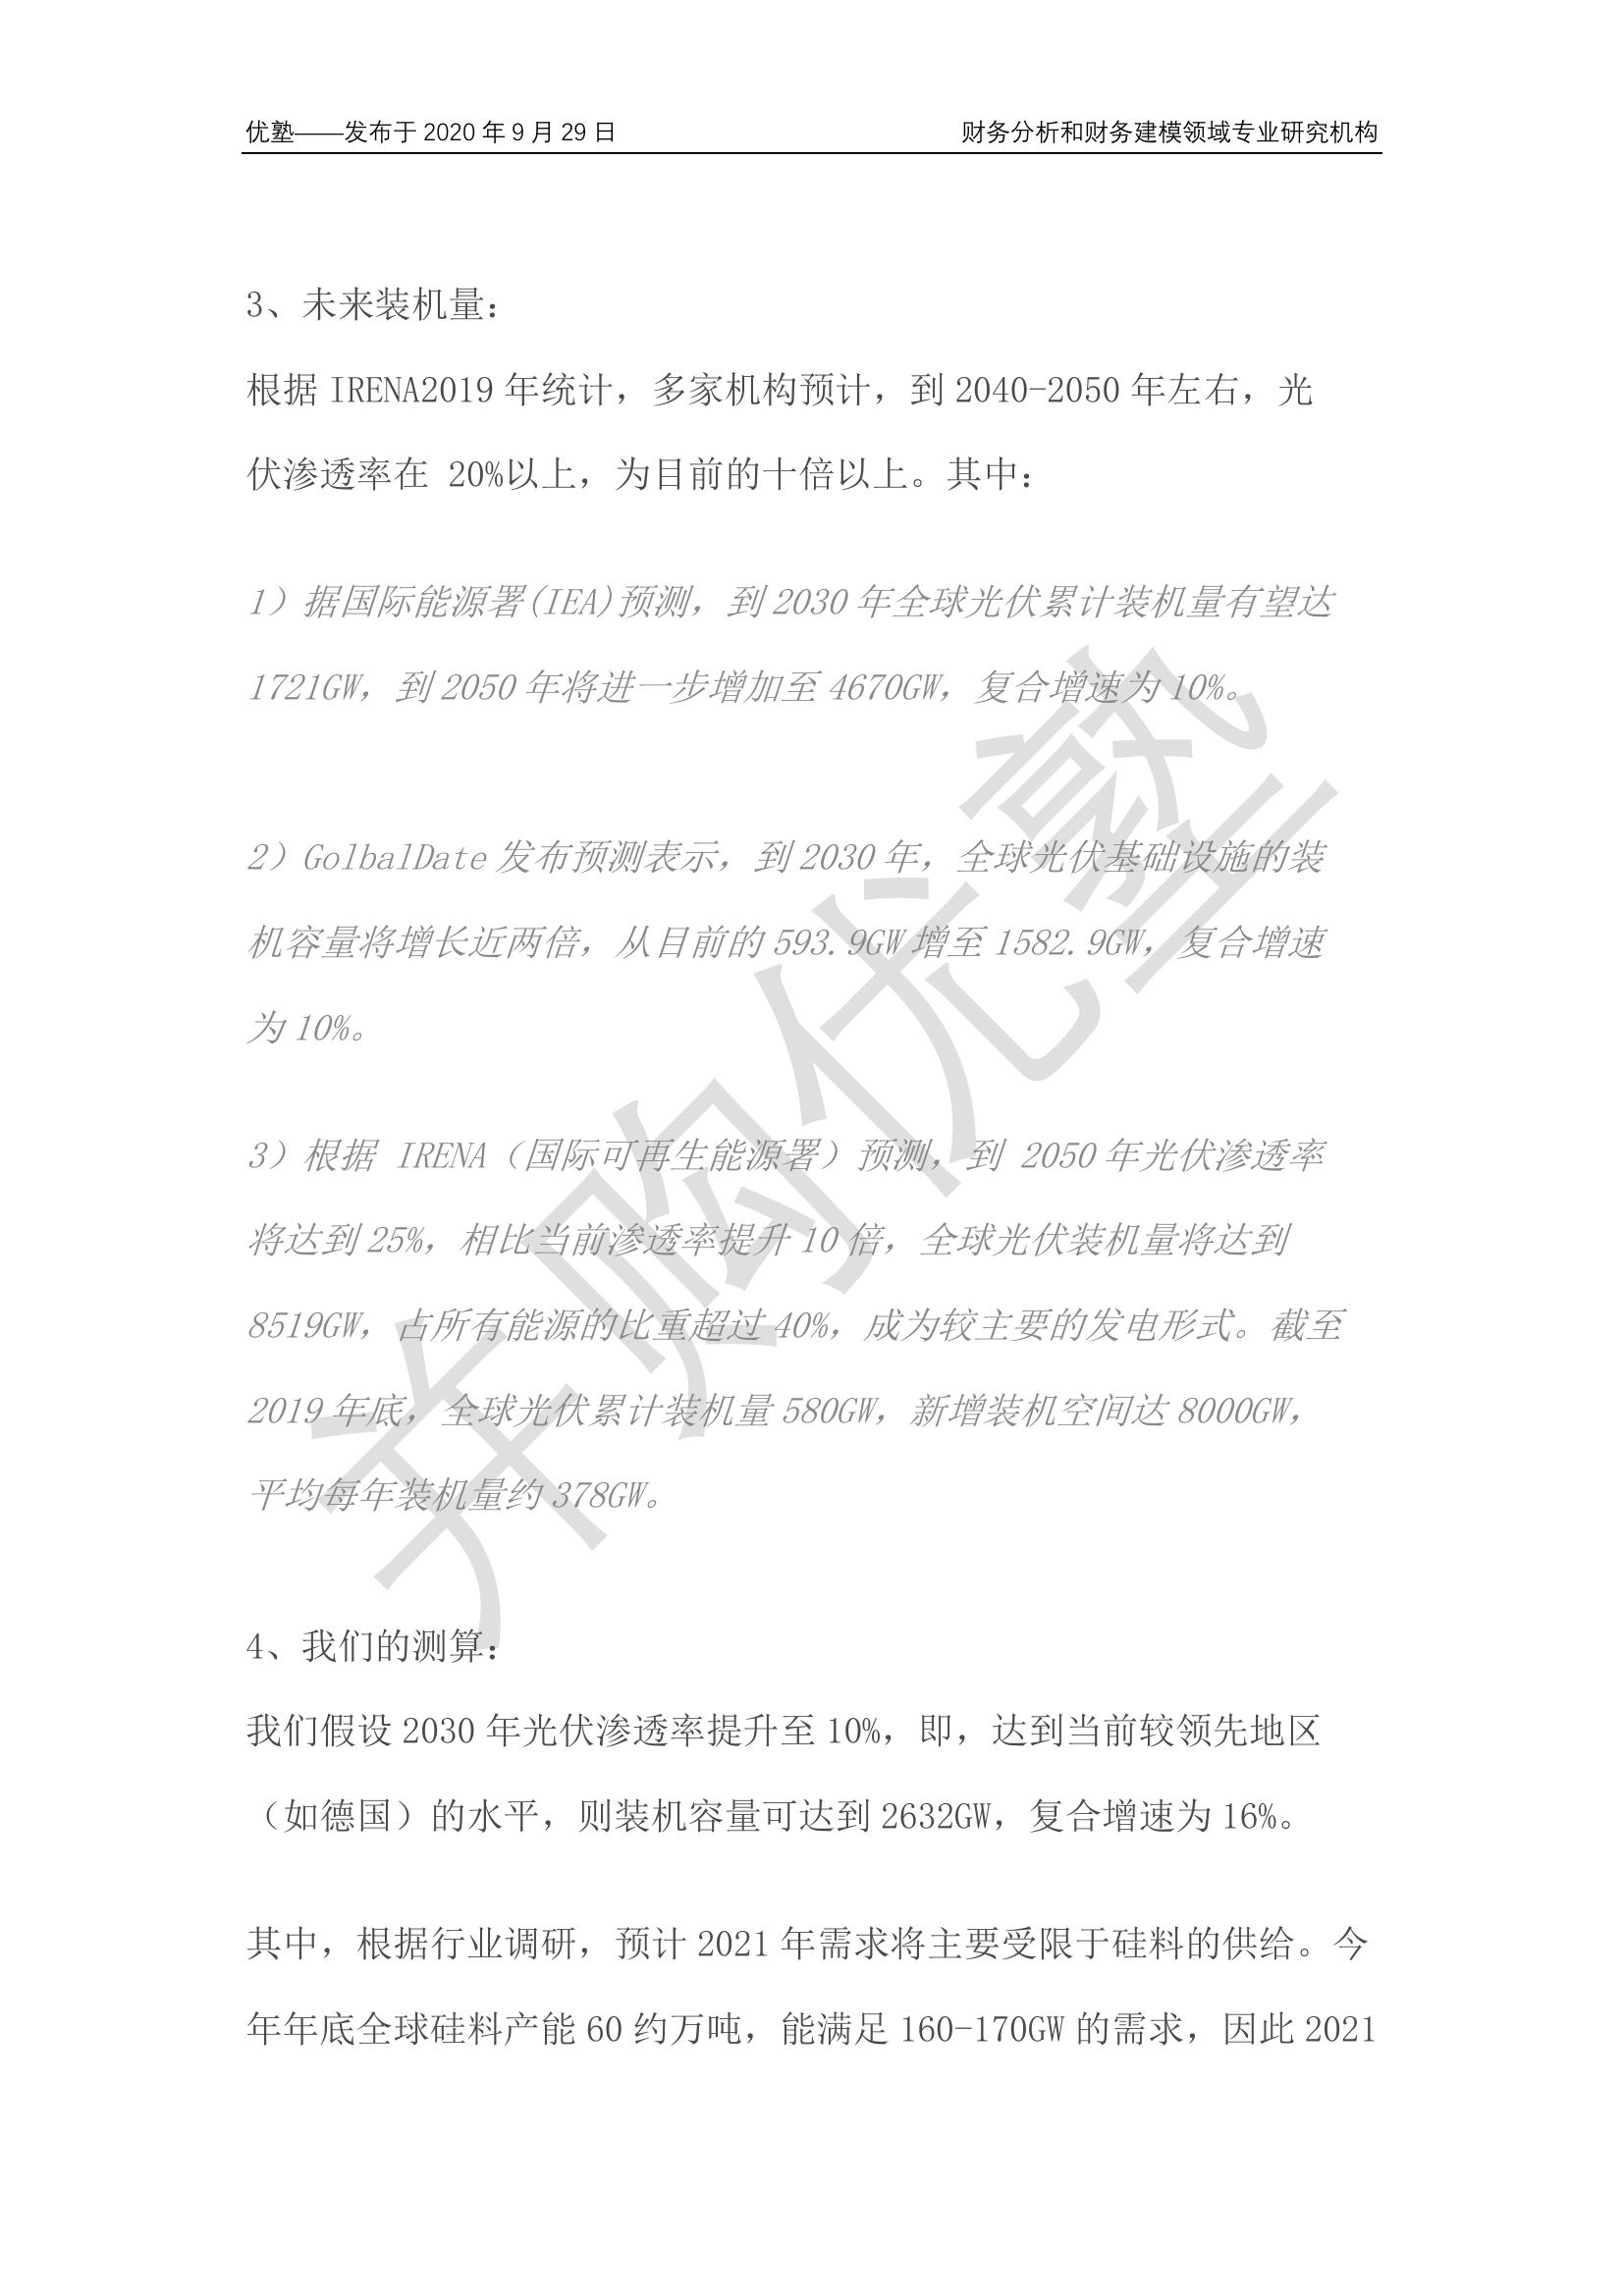 优塾——发布于 2020 年 9 月 29 日 财务分析和财务建模领域专业研究机构
3、未来装机量：
根据 IRENA2019 年统计，多家机构预计，到 2040-2050 年左右，光
伏渗透率在 20%以上，为目前的十倍以上。其中：
1）据国际能源署(IEA)预测，到 2030 年全球光伏累计装机量有望达
1721GW，到 2050 年将进一步增加至 4670GW，复合增速为 10%。
2）GolbalDate 发布预测表示，到 2030 年，全球光伏基础设施的装
机容量将增长近两倍，从目前的 593.9GW 增至 1582.9GW，复合增速
为 10%。
3）根据 IRENA（国际可再生能源署）预测，到 2050 年光伏渗透率
将达到 25%，相比当前渗透率提升 10 倍，全球光伏装机量将达到
8519GW，占所有能源的比重超过 40%，成为较主要的发电形式。截至
2019 年底，全球光伏累计装机量 580GW，新增装机空间达 8000GW，
平均每年装机量约 378GW。
4、我们的测算：
我们假设 2030 年光伏渗透率提升至 10%，即，达到当前较领先地区
（如德国）的水平，则装机容量可达到 2632GW，复合增速为 16%。
其中，根据行业调研，预计 2021 年需求将主要受限于硅料的供给。今
年年底全球硅料产能 60 约万吨，能满足 160-170GW 的需求，因此 2021
并购优塾